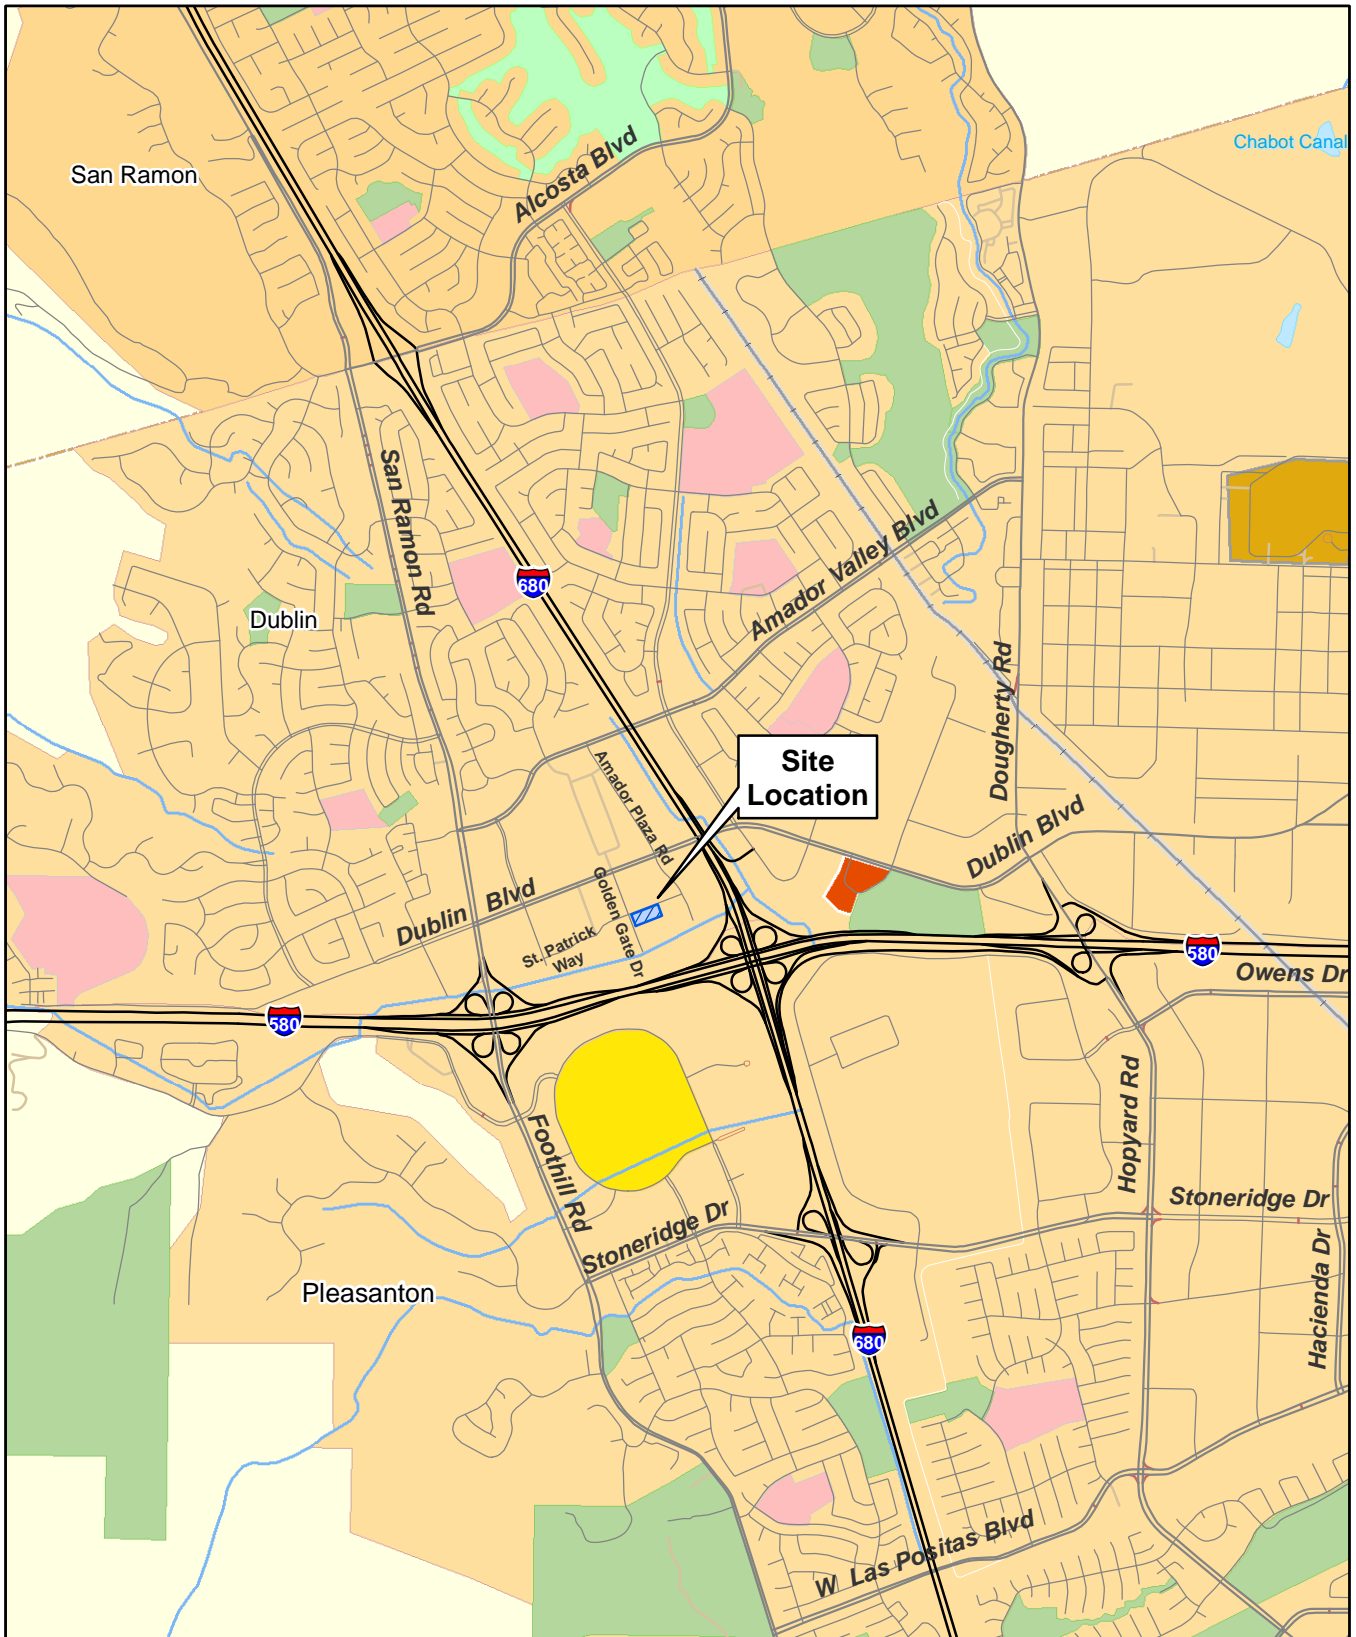 Chabot Canal
San Ramon
Alcosta Blvd
San Ramon Rd
Amador Valley Blvd
680
Dublin
Dougherty Rd
Site
Location
Amador Plaza Rd
Dublin Blvd
Golden Gate Dr
Dublin Blvd
St. Patrick
Way
580
Owens Dr
580
Hopyard Rd
Foothill Rd
Stoneridge Dr
Stoneridge Dr
Hacienda Dr
Pleasanton
680
W Las Positas Blvd